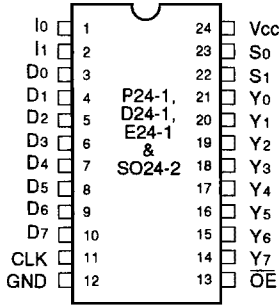 I0 1 24 Vcc
I1 2 23 S0
D0 3 22 S1
D1 4 P24-1, 21 Y0
D2 5 D24-1, 20 Y1
D3 6 E24-1 19 Y2
D4 7 & 18 Y3
D5 8 SO24-2 17 Y4
D6 9 16 Y5
D7 10 15 Y6
CLK 11 14 Y7
GND 12 13 OE